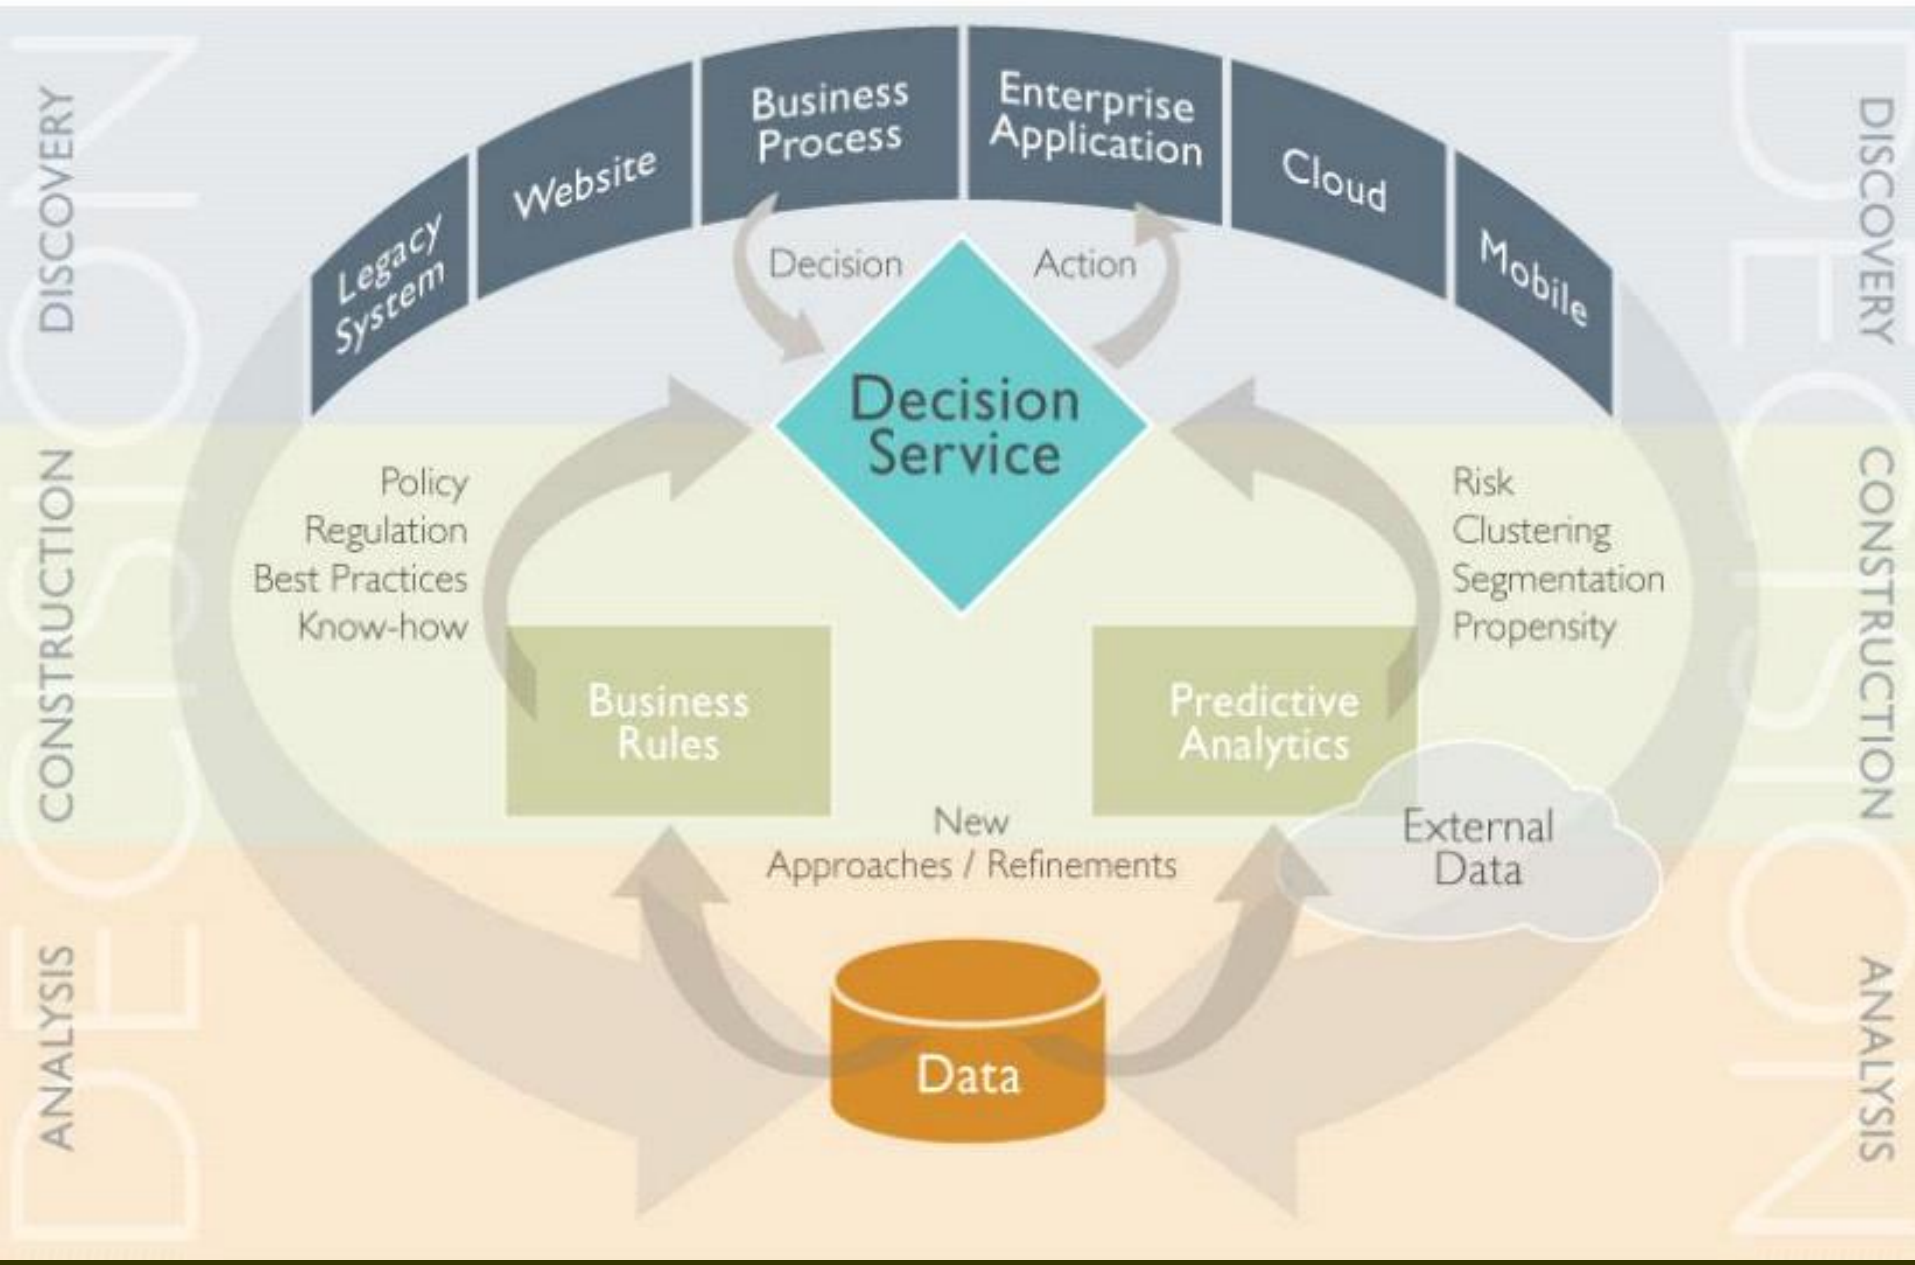 DECISION
DISCOVERY
CONSTRUCTION
ANALYSIS
Legacy
System
Website
Business
Process
Enterprise
Application
Cloud
Mobile
Decision
Action
Decision
Service
Policy
Regulation
Best Practices
Know-how
Risk
Clustering
Segmentation
Propensity
Business
Rules
Predictive
Analytics
New
Approaches / Refinements
External
Data
Data
DECISION
DISCOVERY
CONSTRUCTION
ANALYSIS